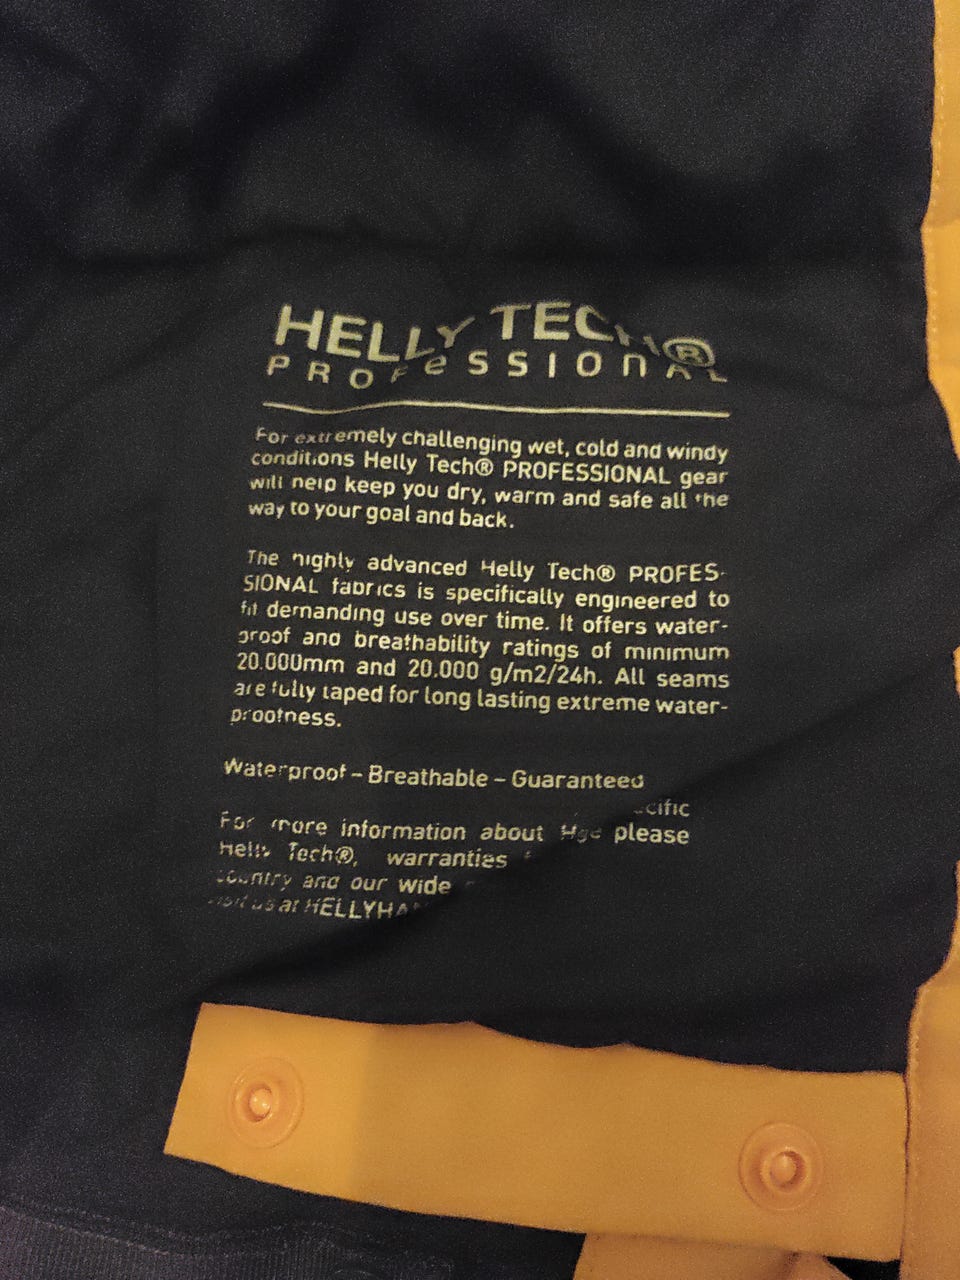 HELLY TECH®
PROFESSIONAL
For extremely challenging wet, cold and windy
conditions Helly Tech® PROFESSIONAL gear
will help keep you dry, warm and safe all the
way to your goal and back.
The highly advanced Helly Tech® PROFES-
SIONAL fabrics is specifically engineered to
fit demanding use over time. It offers water-
proof and breathability ratings of minimum
20.000mm and 20.000 g/m2/24h. All seams
are fully taped for long lasting extreme water-
proofness.
Waterproof – Breathable – Guaranteed
For more information about please
Helly Tech®, warranties
country and our wide
visit us at